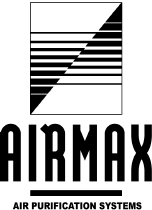 AIRMAX
AIR PURIFICATION SYSTEMS